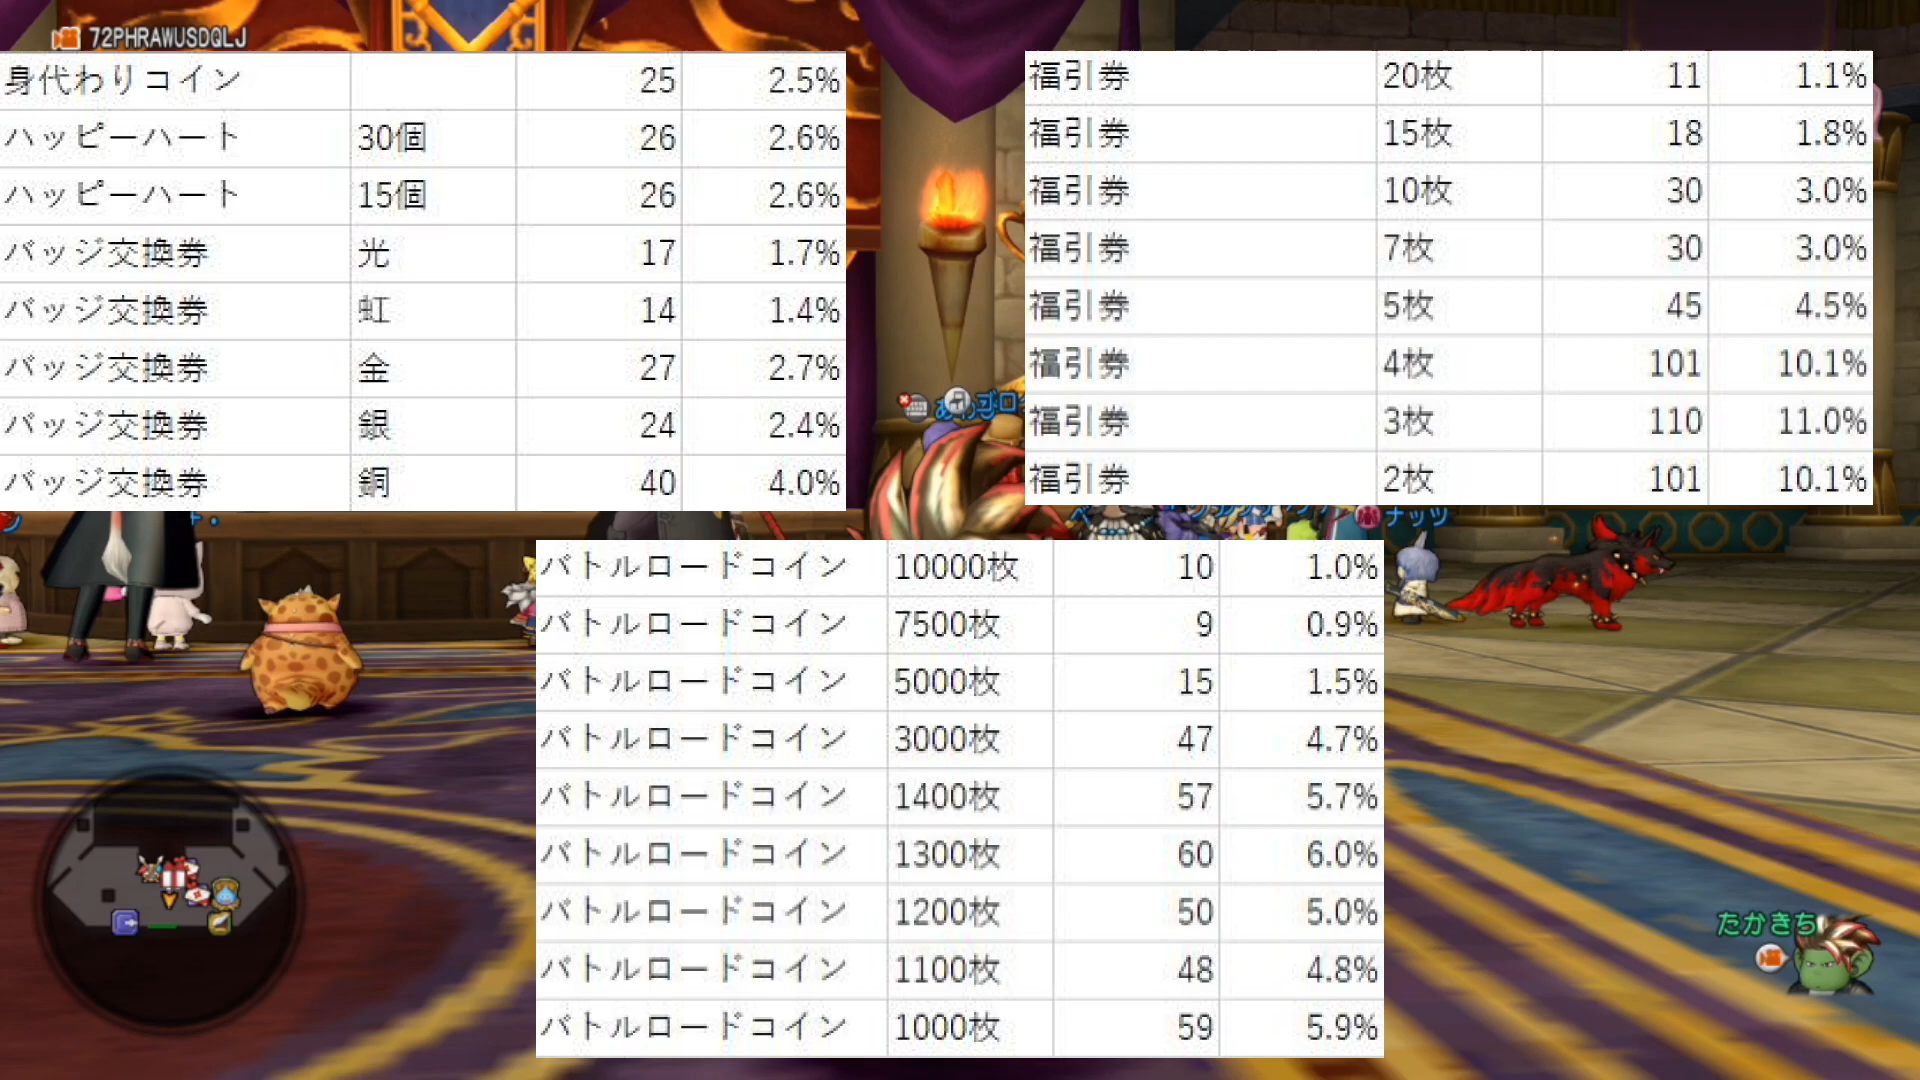 72PHRAWUSDQLJ
身代わりコイン 25 2.5%
ハッピーハート 30個 26 2.6%
ハッピーハート 15個 26 2.6%
バッジ交換券 光 17 1.7%
バッジ交換券 虹 14 1.4%
バッジ交換券 金 27 2.7%
バッジ交換券 銀 24 2.4%
バッジ交換券 銅 40 4.0%
福引券 20枚 11 1.1%
福引券 15枚 18 1.8%
福引券 10枚 30 3.0%
福引券 7枚 30 3.0%
福引券 5枚 45 4.5%
福引券 4枚 101 10.1%
福引券 3枚 110 11.0%
福引券 2枚 101 10.1%
ナッツ
バトルロードコイン 10000枚 10 1.0%
バトルロードコイン 7500枚 9 0.9%
バトルロードコイン 5000枚 15 1.5%
バトルロードコイン 3000枚 47 4.7%
バトルロードコイン 1400枚 57 5.7%
バトルロードコイン 1300枚 60 6.0%
バトルロードコイン 1200枚 50 5.0%
バトルロードコイン 1100枚 48 4.8%
バトルロードコイン 1000枚 59 5.9%
たかきち